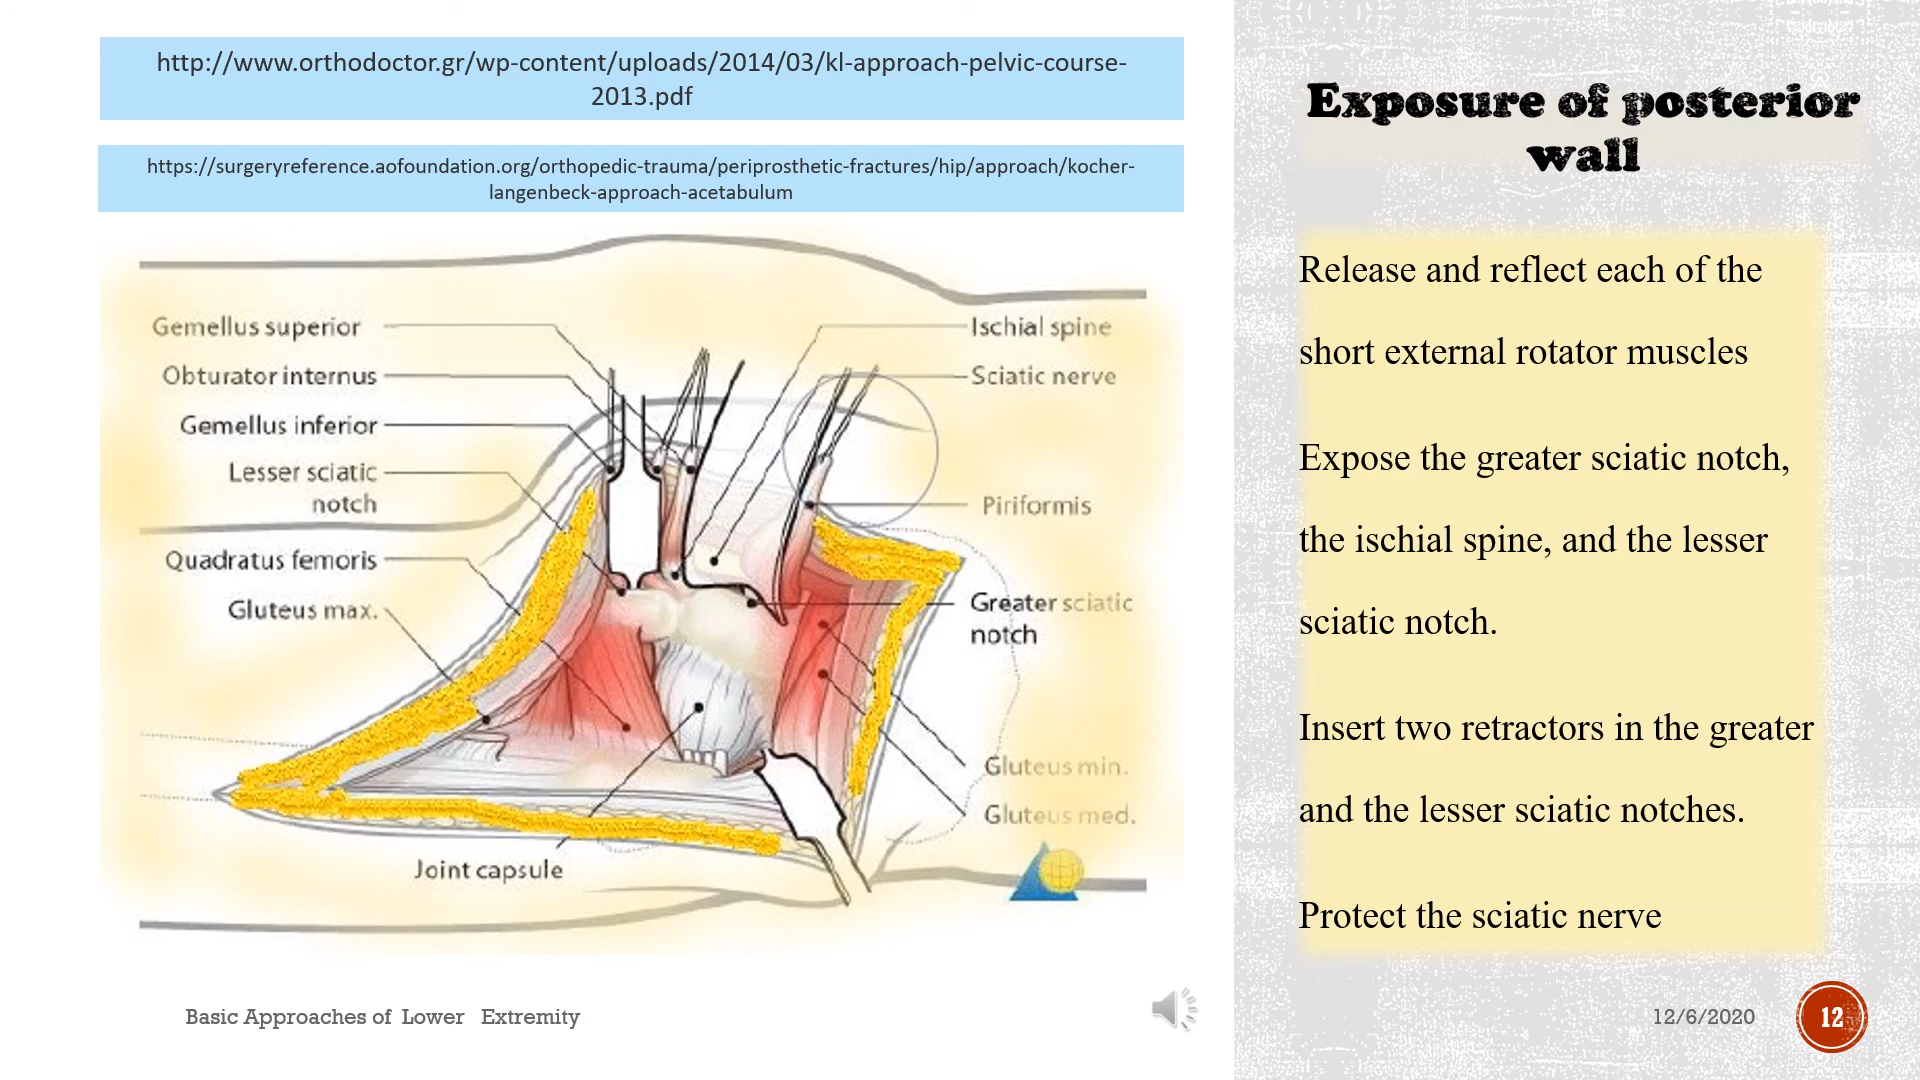 http://www.orthodoctor.gr/wp-content/uploads/2014/03/kl-approach-pelvic-course-
2013.pdf
https://surgeryreference.aofoundation.org/orthopedic-trauma/periprosthetic-fractures/hip/approach/kocher-
langenbeck-approach-acetabulum
Gemellus superior
Obturator internus
Gemellus inferior
Lesser sciatic
notch
Quadratus femoris
Gluteus max.
Joint capsule
Ischial spine
Sciatic nerve
Piriformis
Greater sciatic
notch
Gluteus min.
Gluteus med.
Exposure of posterior
wall
Release and reflect each of the
short external rotator muscles
Expose the greater sciatic notch,
the ischial spine, and the lesser
sciatic notch.
Insert two retractors in the greater
and the lesser sciatic notches.
Protect the sciatic nerve
Basic Approaches of Lower Extremity
12/6/2020
12